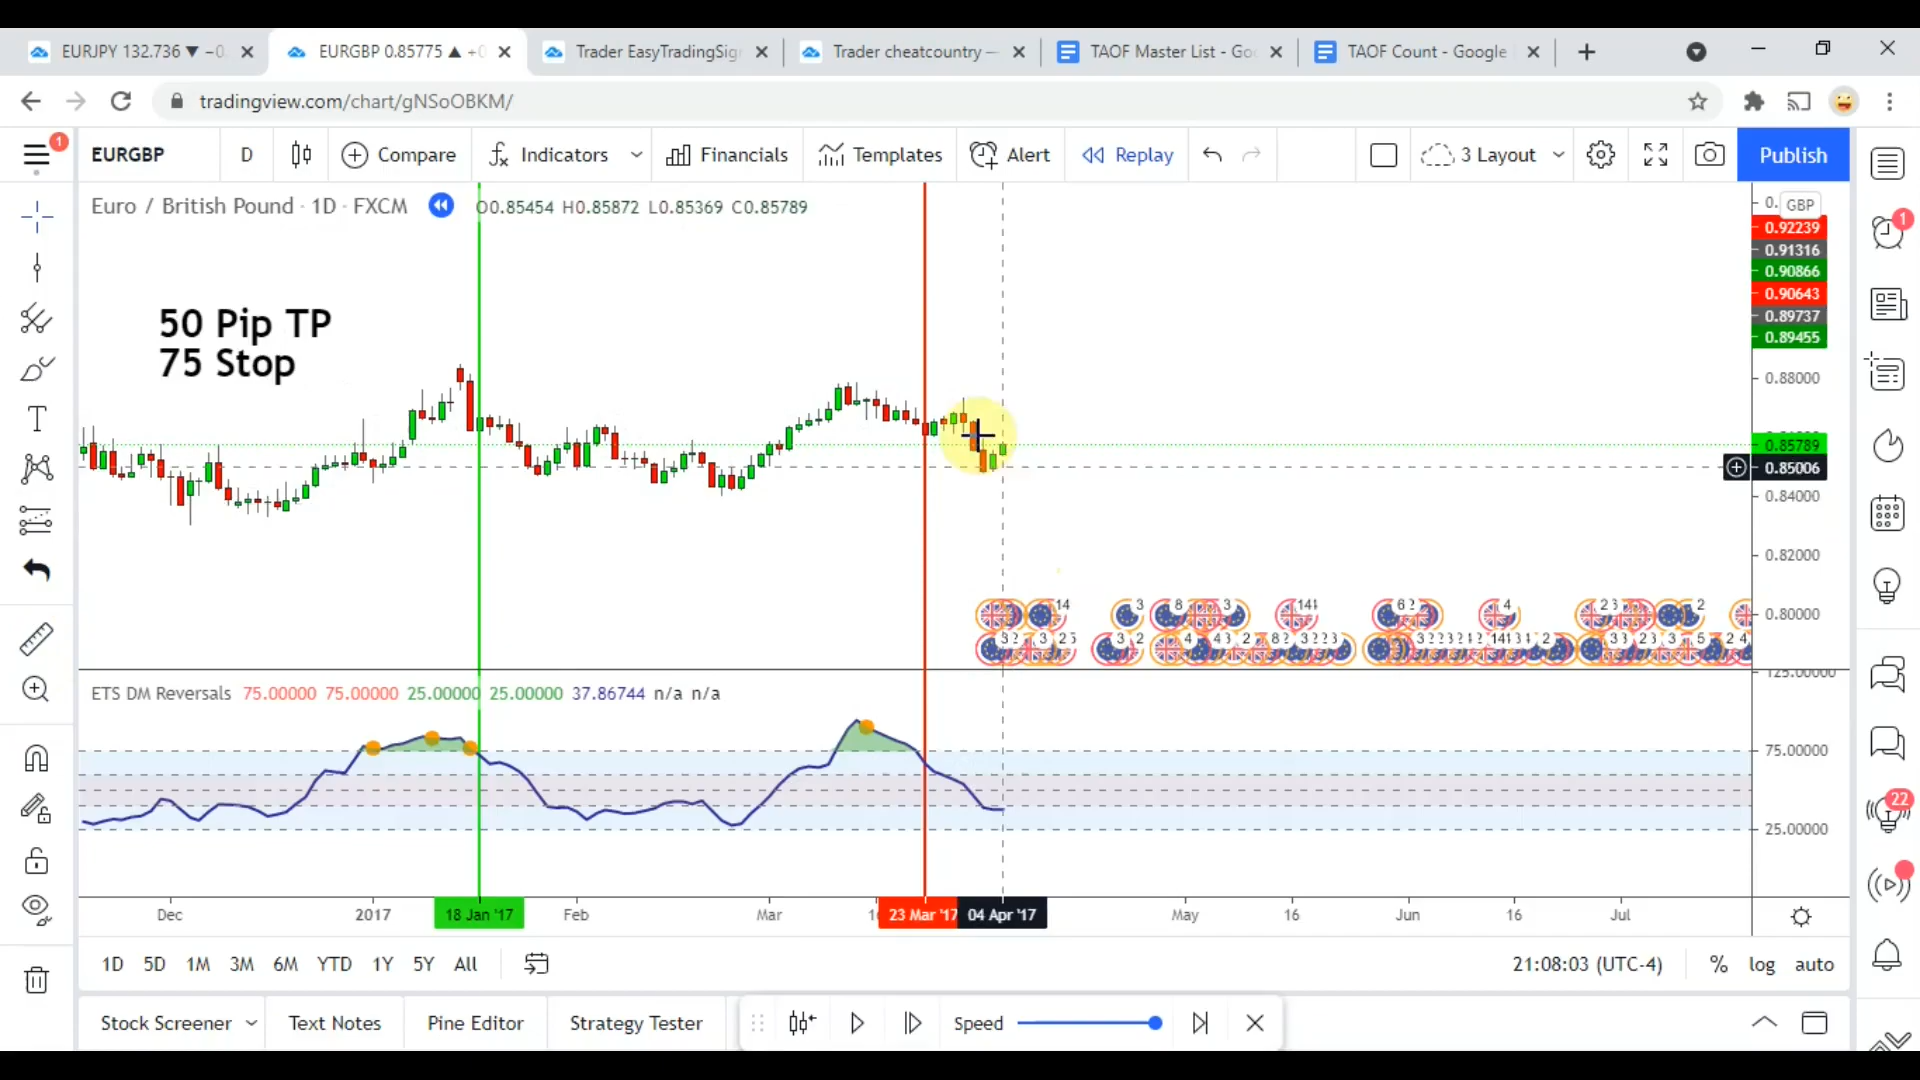 EURJPY 132.736 ▼ −0.
EURGBP 0.85775 ▲ +0
Trader EasyTradingSig
Trader cheatcountry —
TAOF Master List - Go
TAOF Count - Google
tradingview.com/chart/gNSoOBKM/
1
EURGBP D Compare Indicators Financials Templates Alert Replay 3 Layout Publish
Euro / British Pound · 1D · FXCM O0.85454 H0.85872 L0.85369 C0.85789
GBP
1
50 Pip TP
75 Stop
0.92239
0.91316
0.90866
0.90643
0.89737
0.89455
0.88000
0.85789
0.85006
0.84000
0.82000
0.80000
125.00000
ETS DM Reversals 75.00000 75.00000 25.00000 25.00000 37.86744 n/a n/a
75.00000
25.00000
22
Dec 2017 18 Jan '17 Feb Mar 23 Mar '17 04 Apr '17 May 16 Jun 16 Jul
1D 5D 1M 3M 6M YTD 1Y 5Y All 21:08:03 (UTC-4) % log auto
Stock Screener Text Notes Pine Editor Strategy Tester Speed